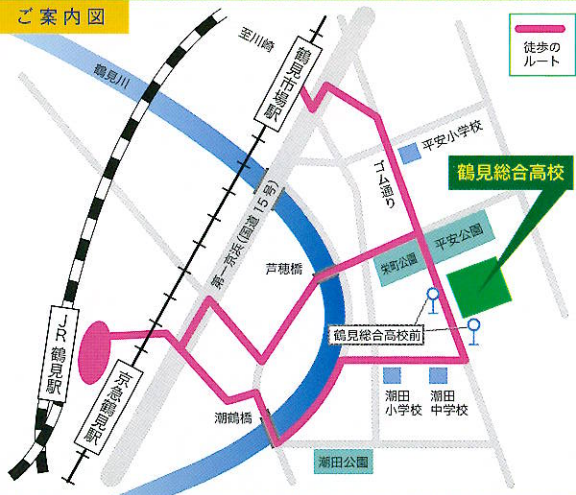 ご案内図
徒歩の
ルート
至川崎
鶴見川
鶴見市場駅
平安小学校
ゴム通り
鶴見総合高校
第一京浜(国道15号)
平安公園
栄町公園
芦穂橋
鶴見総合高校前
JR 鶴見駅
京急鶴見駅
潮田
小学校
潮田
中学校
潮鶴橋
潮田公園